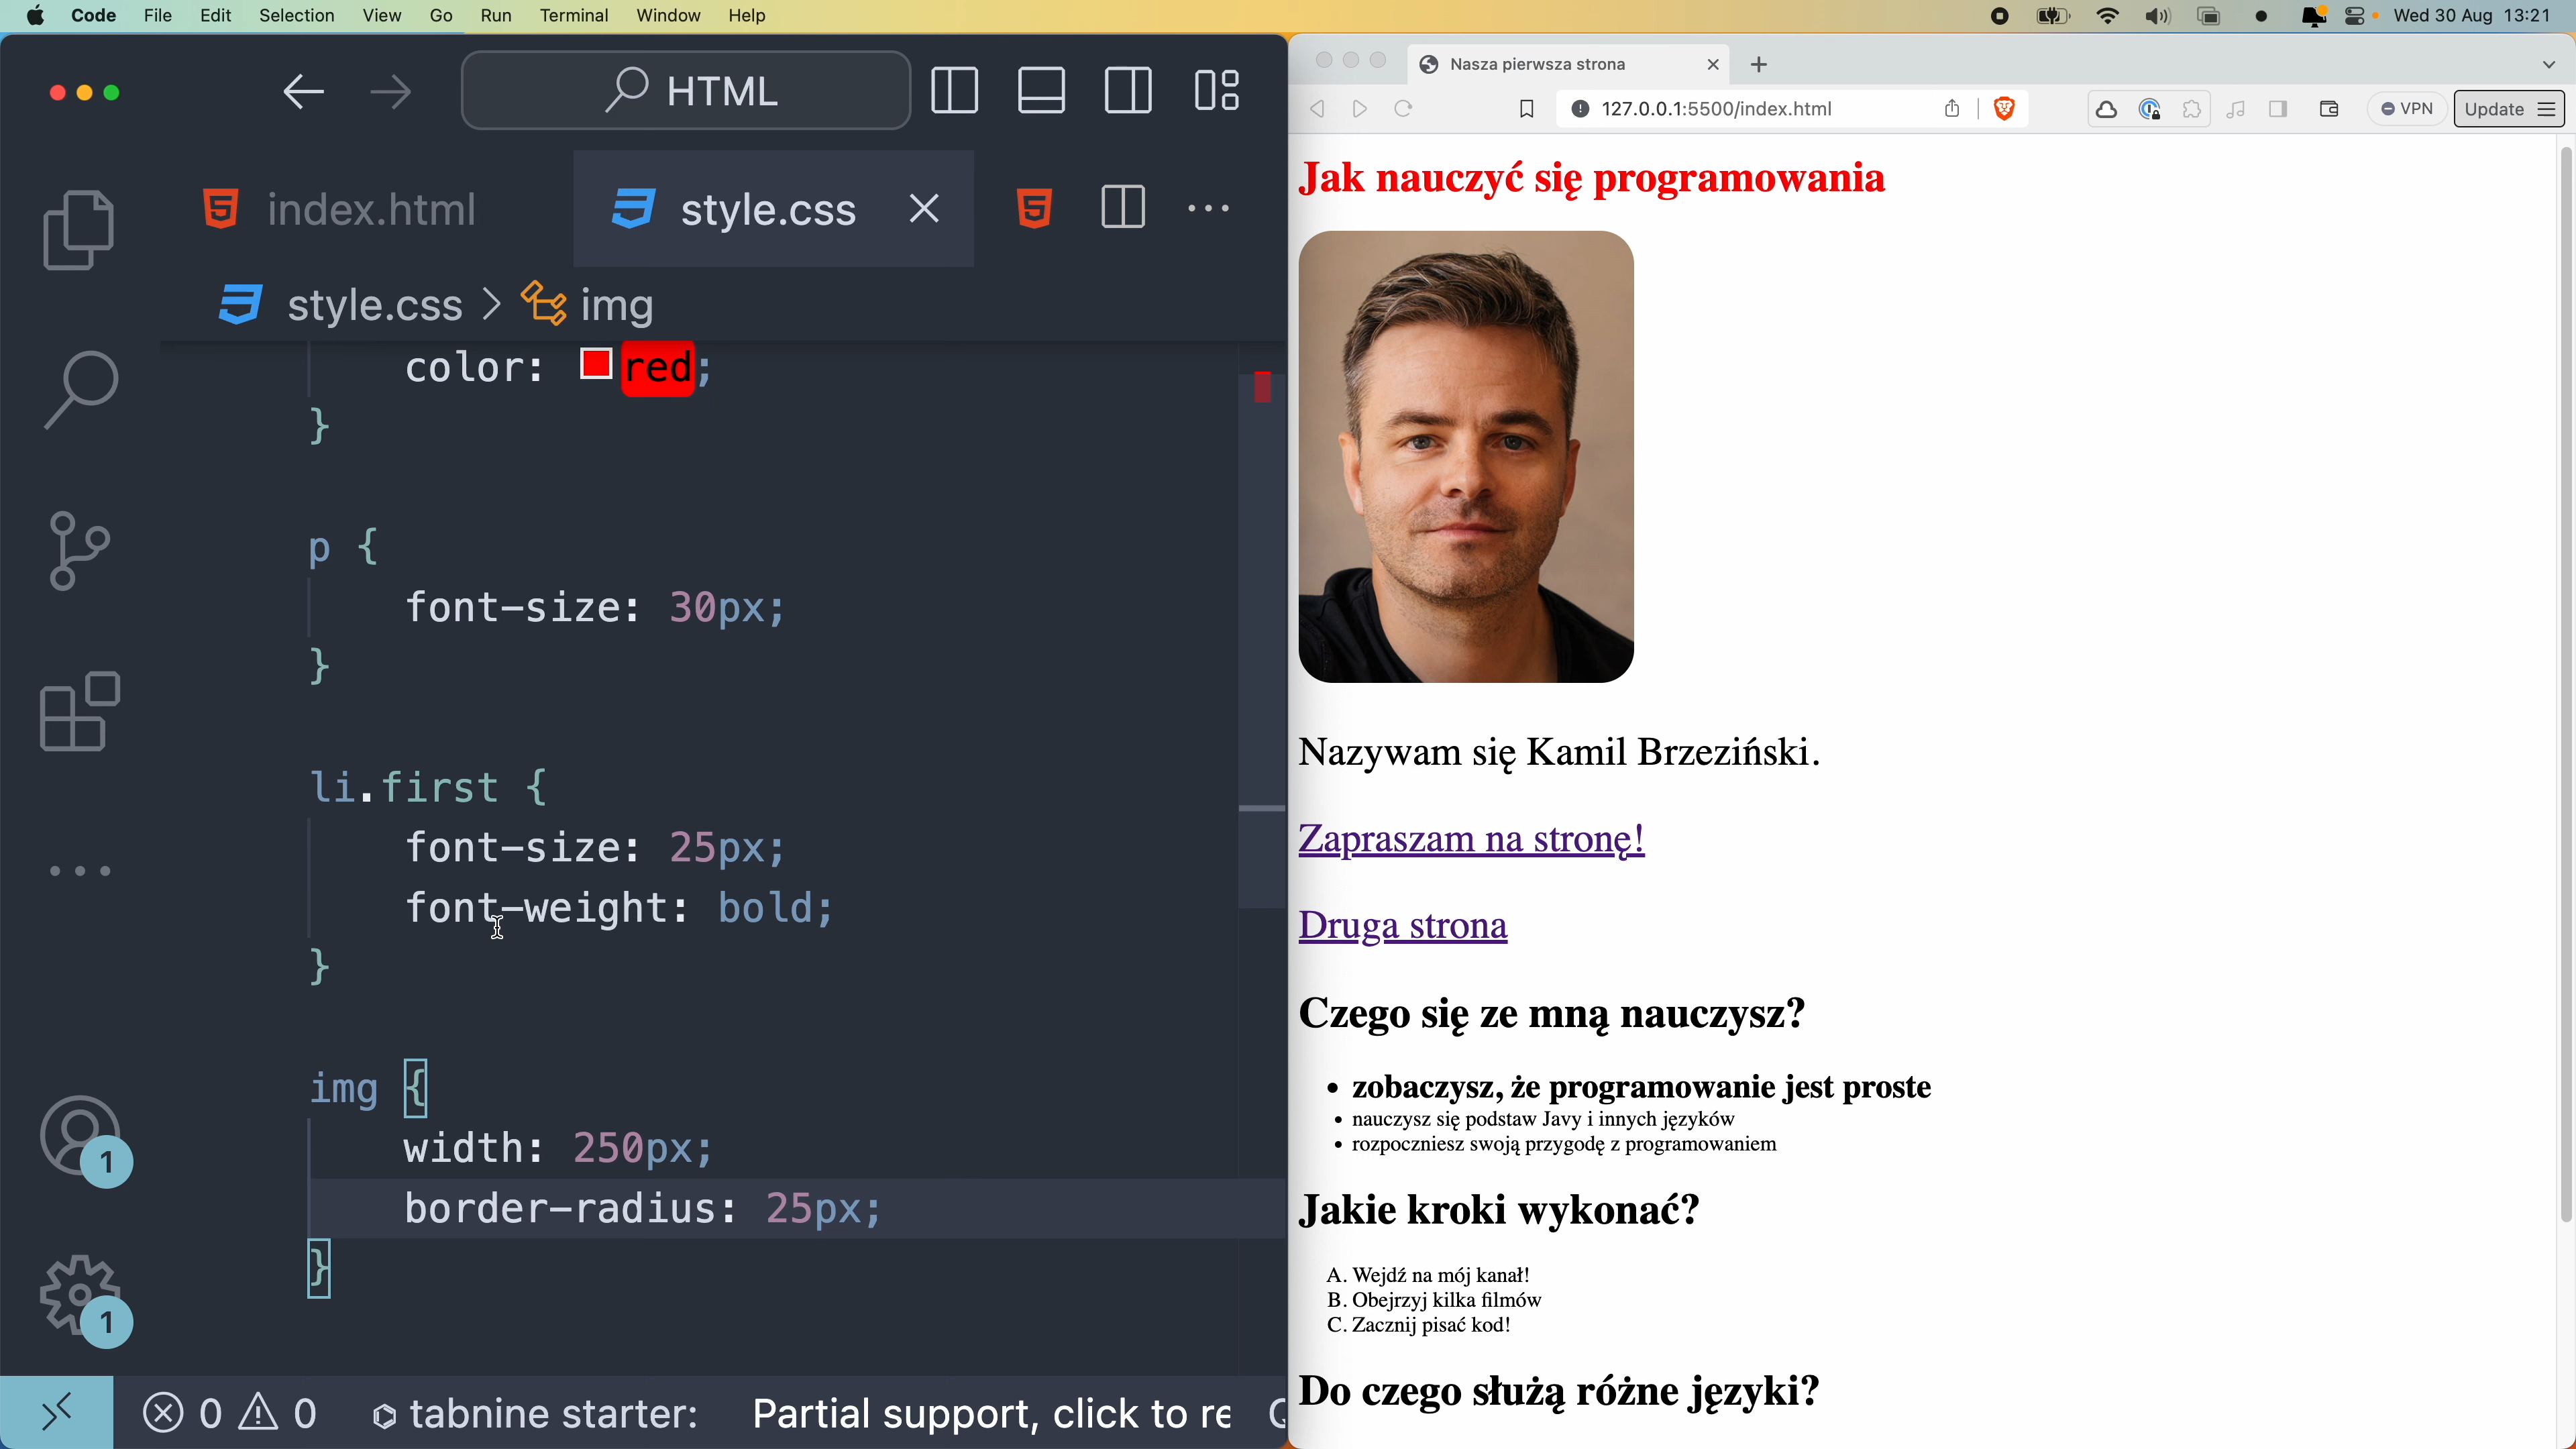 Code File Edit Selection View Go Run Terminal Window Help
Wed 30 Aug 13:21
HTML
index.html
style.css
style.css > img
color: red;
}
p {
font-size: 30px;
}
li.first {
font-size: 25px;
font-weight: bold;
}
img {
width: 250px;
border-radius: 25px;
}
1
1
0 0 tabnine starter: Partial support, click to re
Nasza pierwsza strona
127.0.0.1:5500/index.html
VPN
Update
Jak nauczyć się programowania
Nazywam się Kamil Brzeziński.
Zapraszam na stronę!
Druga strona
Czego się ze mną nauczysz?
• zobaczysz, że programowanie jest proste
• nauczysz się podstaw Javy i innych języków
• rozpoczniesz swoją przygodę z programowaniem
Jakie kroki wykonać?
A. Wejdź na mój kanał!
B. Obejrzyj kilka filmów
C. Zacznij pisać kod!
Do czego służą różne języki?